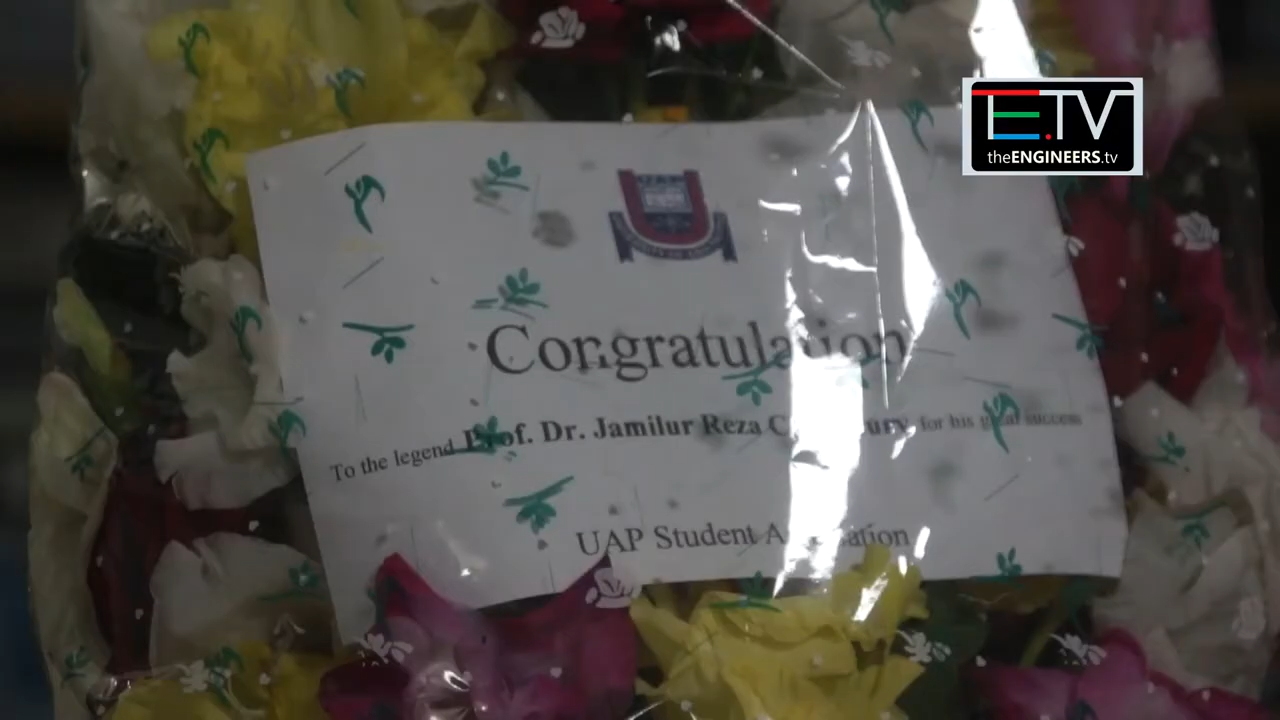 E.TV
theENGINEERS.tv
Congratulation
To the legend Prof. Dr. Jamilur Reza for his great success
UAP Student